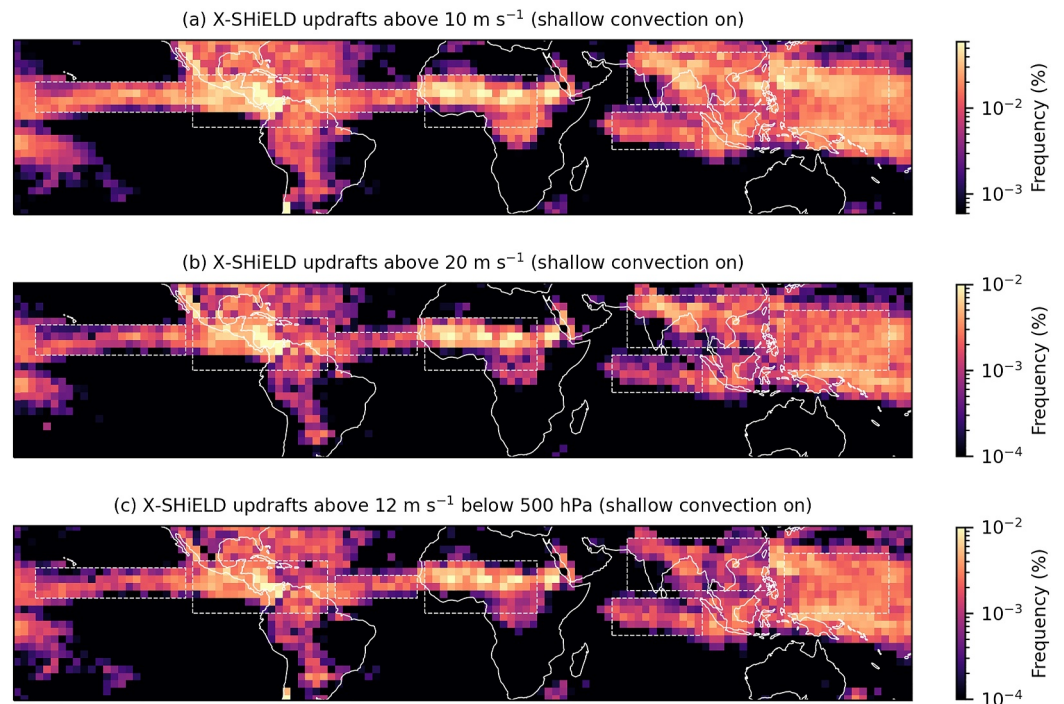 (a) X-SHiELD updrafts above 10 m s⁻¹ (shallow convection on)
10⁻²
10⁻³
Frequency (%)
(b) X-SHiELD updrafts above 20 m s⁻¹ (shallow convection on)
10⁻²
10⁻³
10⁻⁴
Frequency (%)
(c) X-SHiELD updrafts above 12 m s⁻¹ below 500 hPa (shallow convection on)
10⁻²
10⁻³
10⁻⁴
Frequency (%)